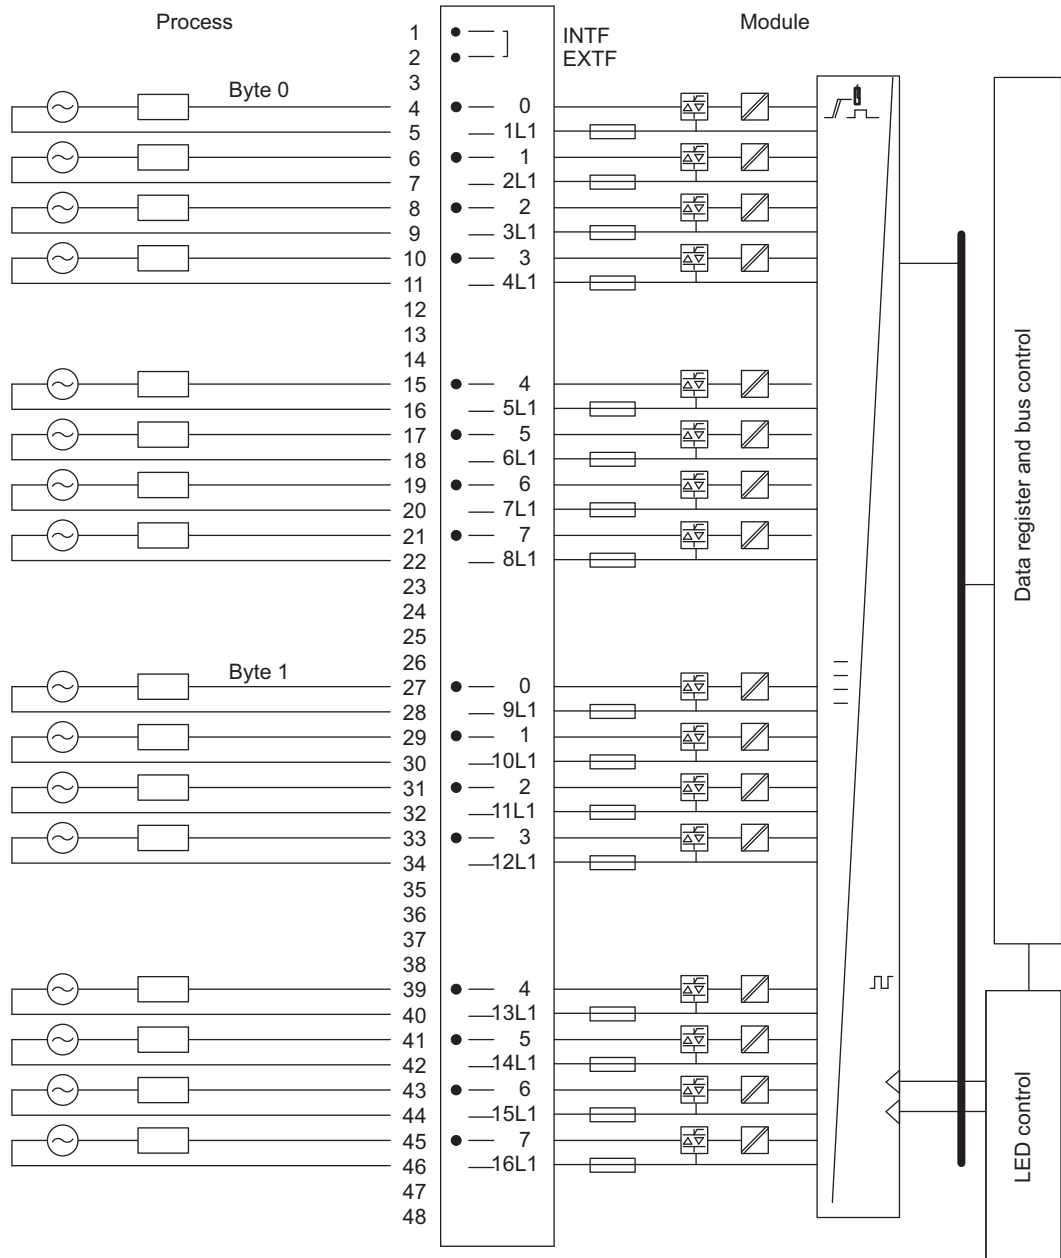 Process
Module
1 INTF
2 EXTF
3
Byte 0
4 0
5 1L1
6 1
7 2L1
8 2
9 3L1
10 3
11 4L1
12
13
14
15 4
16 5L1
17 5
18 6L1
19 6
20 7L1
21 7
22 8L1
23
24
25
26
Byte 1
27 0
28 9L1
29 1
30 10L1
31 2
32 11L1
33 3
34 12L1
35
36
37
38
39 4
40 13L1
41 5
42 14L1
43 6
44 15L1
45 7
46 16L1
47
48
Data register and bus control
LED control